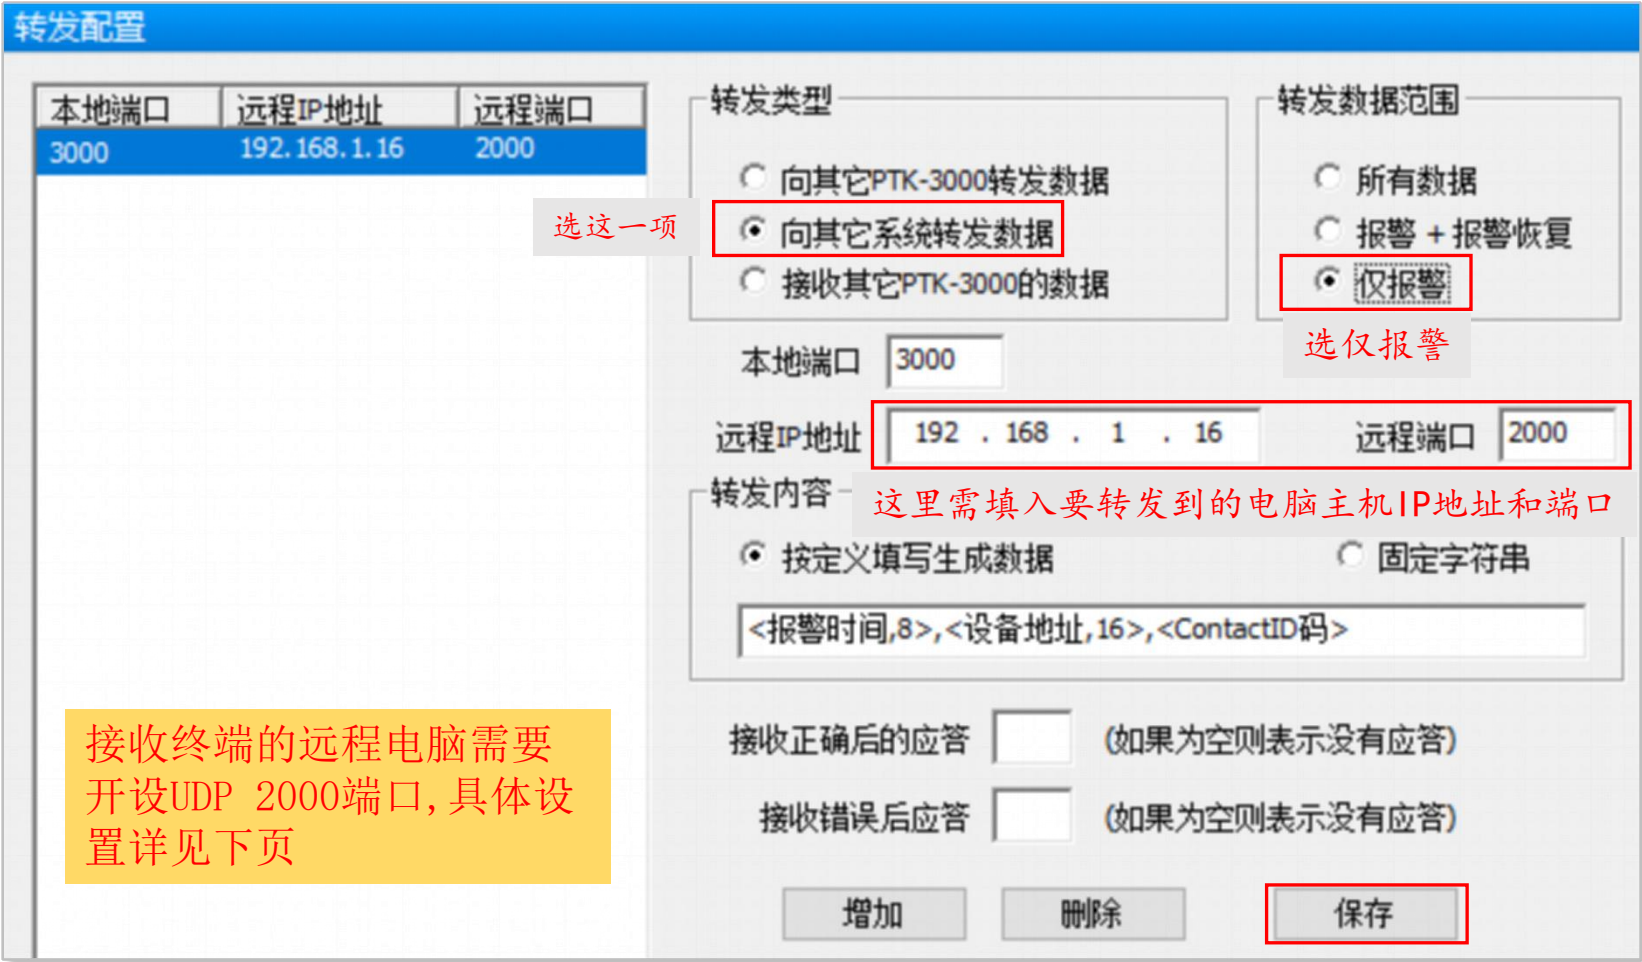 转发配置
本地端口 远程IP地址 远程端口
3000 192.168.1.16 2000
转发类型
向其它PTK-3000转发数据
选这一项
向其它系统转发数据
接收其它PTK-3000的数据
转发数据范围
所有数据
报警 + 报警恢复
仅报警
选仅报警
本地端口 3000
远程IP地址 192 . 168 . 1 . 16 远程端口 2000
这里需填入要转发到的电脑主机IP地址和端口
转发内容
按定义填写生成数据 固定字符串
<报警时间,8>,<设备地址,16>,<ContactID码>
接收正确后的应答 (如果为空则表示没有应答)
接收错误后应答 (如果为空则表示没有应答)
增加 删除 保存
接收终端的远程电脑需要
开设UDP 2000端口,具体设
置详见下页